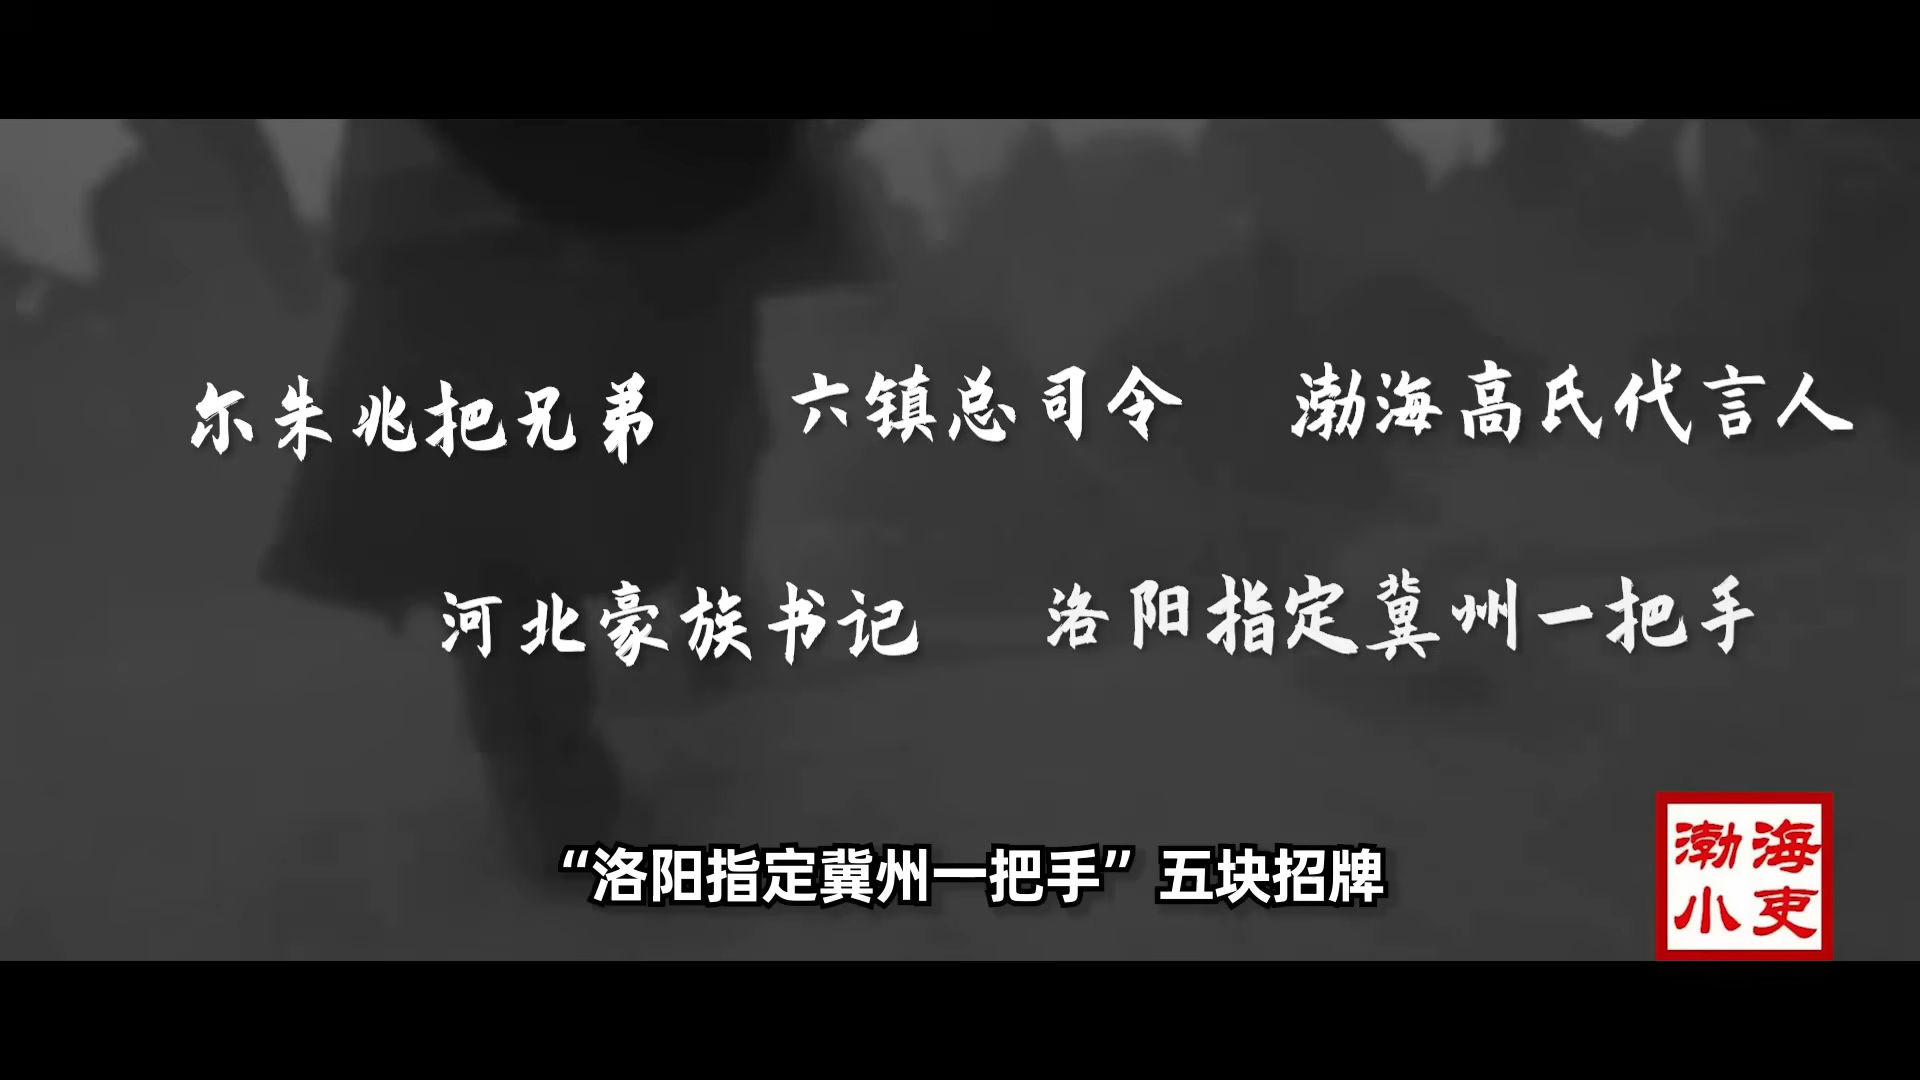 尔朱兆把兄弟 六镇总司令 渤海高氏代言人
河北豪族书记 洛阳指定冀州一把手
“洛阳指定冀州一把手”五块招牌
渤海
小吏